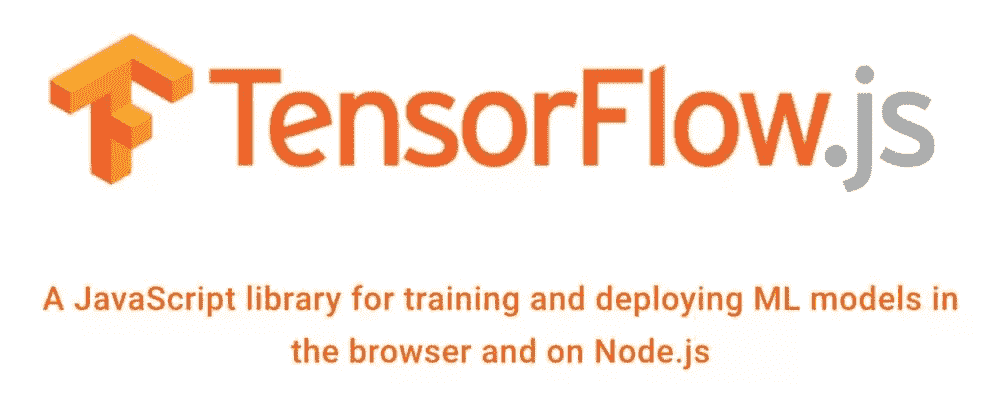 TensorFlow.js
A JavaScript library for training and deploying ML models in
the browser and on Node.js